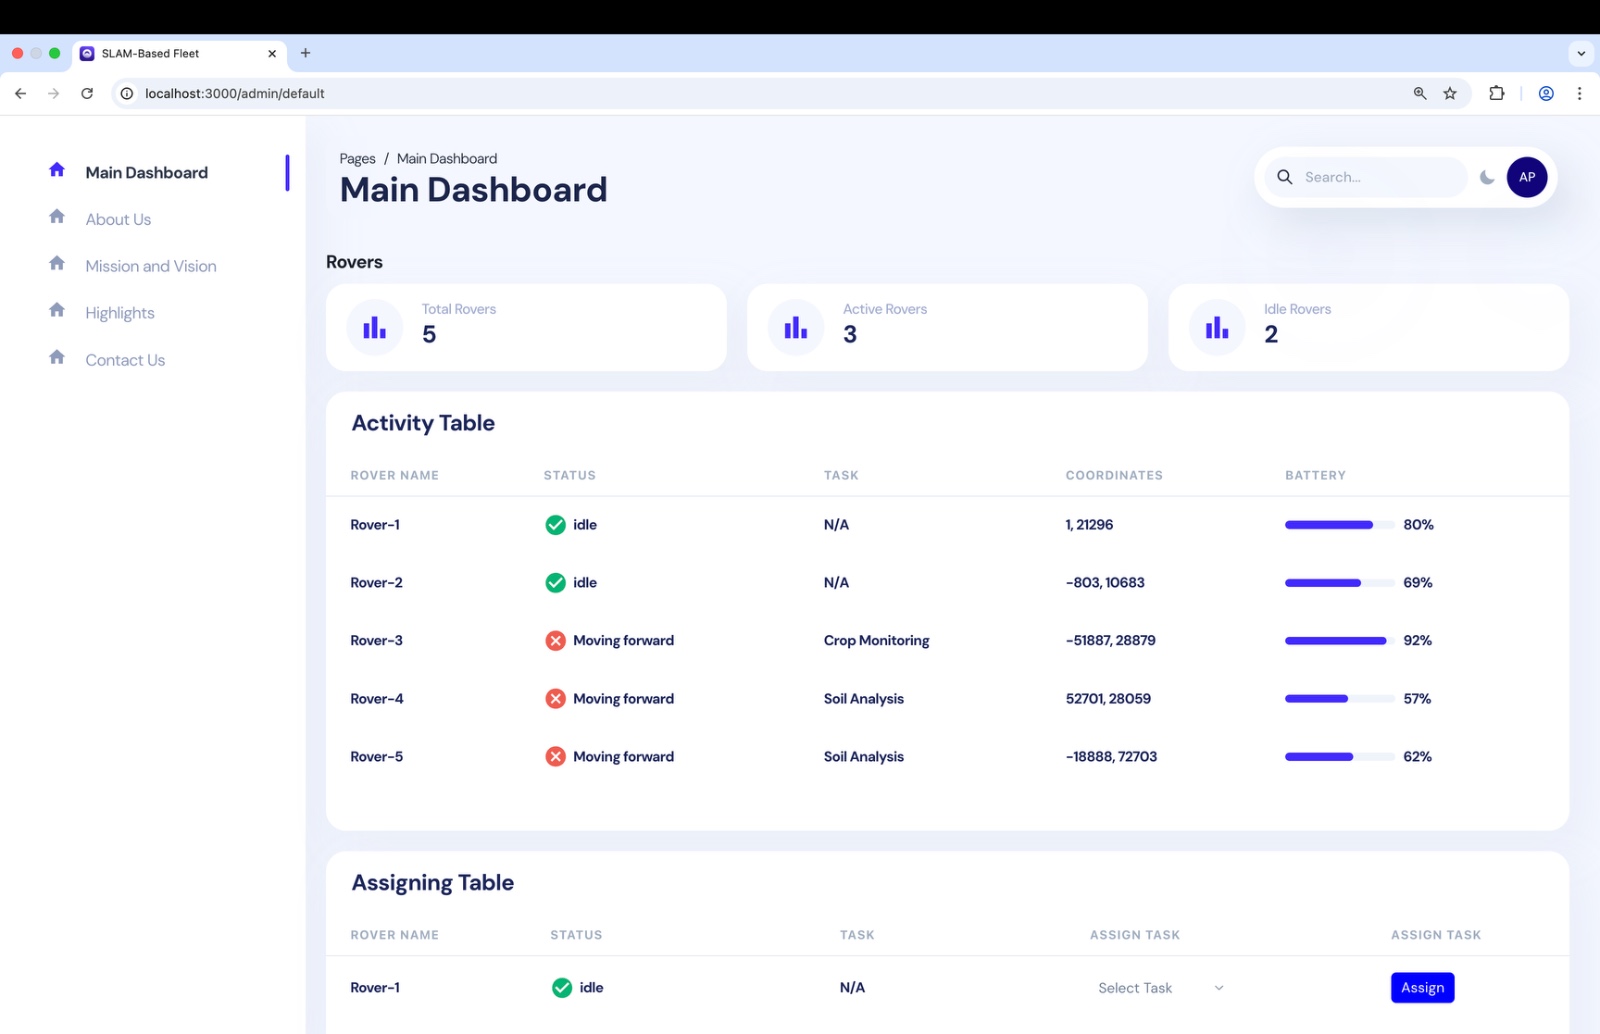 SLAM-Based Fleet
localhost:3000/admin/default
Main Dashboard
About Us
Mission and Vision
Highlights
Contact Us
Pages / Main Dashboard
Main Dashboard
Search...
AP
Rovers
Total Rovers
5
Active Rovers
3
Idle Rovers
2
Activity Table
ROVER NAME STATUS TASK COORDINATES BATTERY
Rover-1 idle N/A 1, 21296 80%
Rover-2 idle N/A -803, 10683 69%
Rover-3 Moving forward Crop Monitoring -51887, 28879 92%
Rover-4 Moving forward Soil Analysis 52701, 28059 57%
Rover-5 Moving forward Soil Analysis -18888, 72703 62%
Assigning Table
ROVER NAME STATUS TASK ASSIGN TASK ASSIGN TASK
Rover-1 idle N/A Select Task Assign